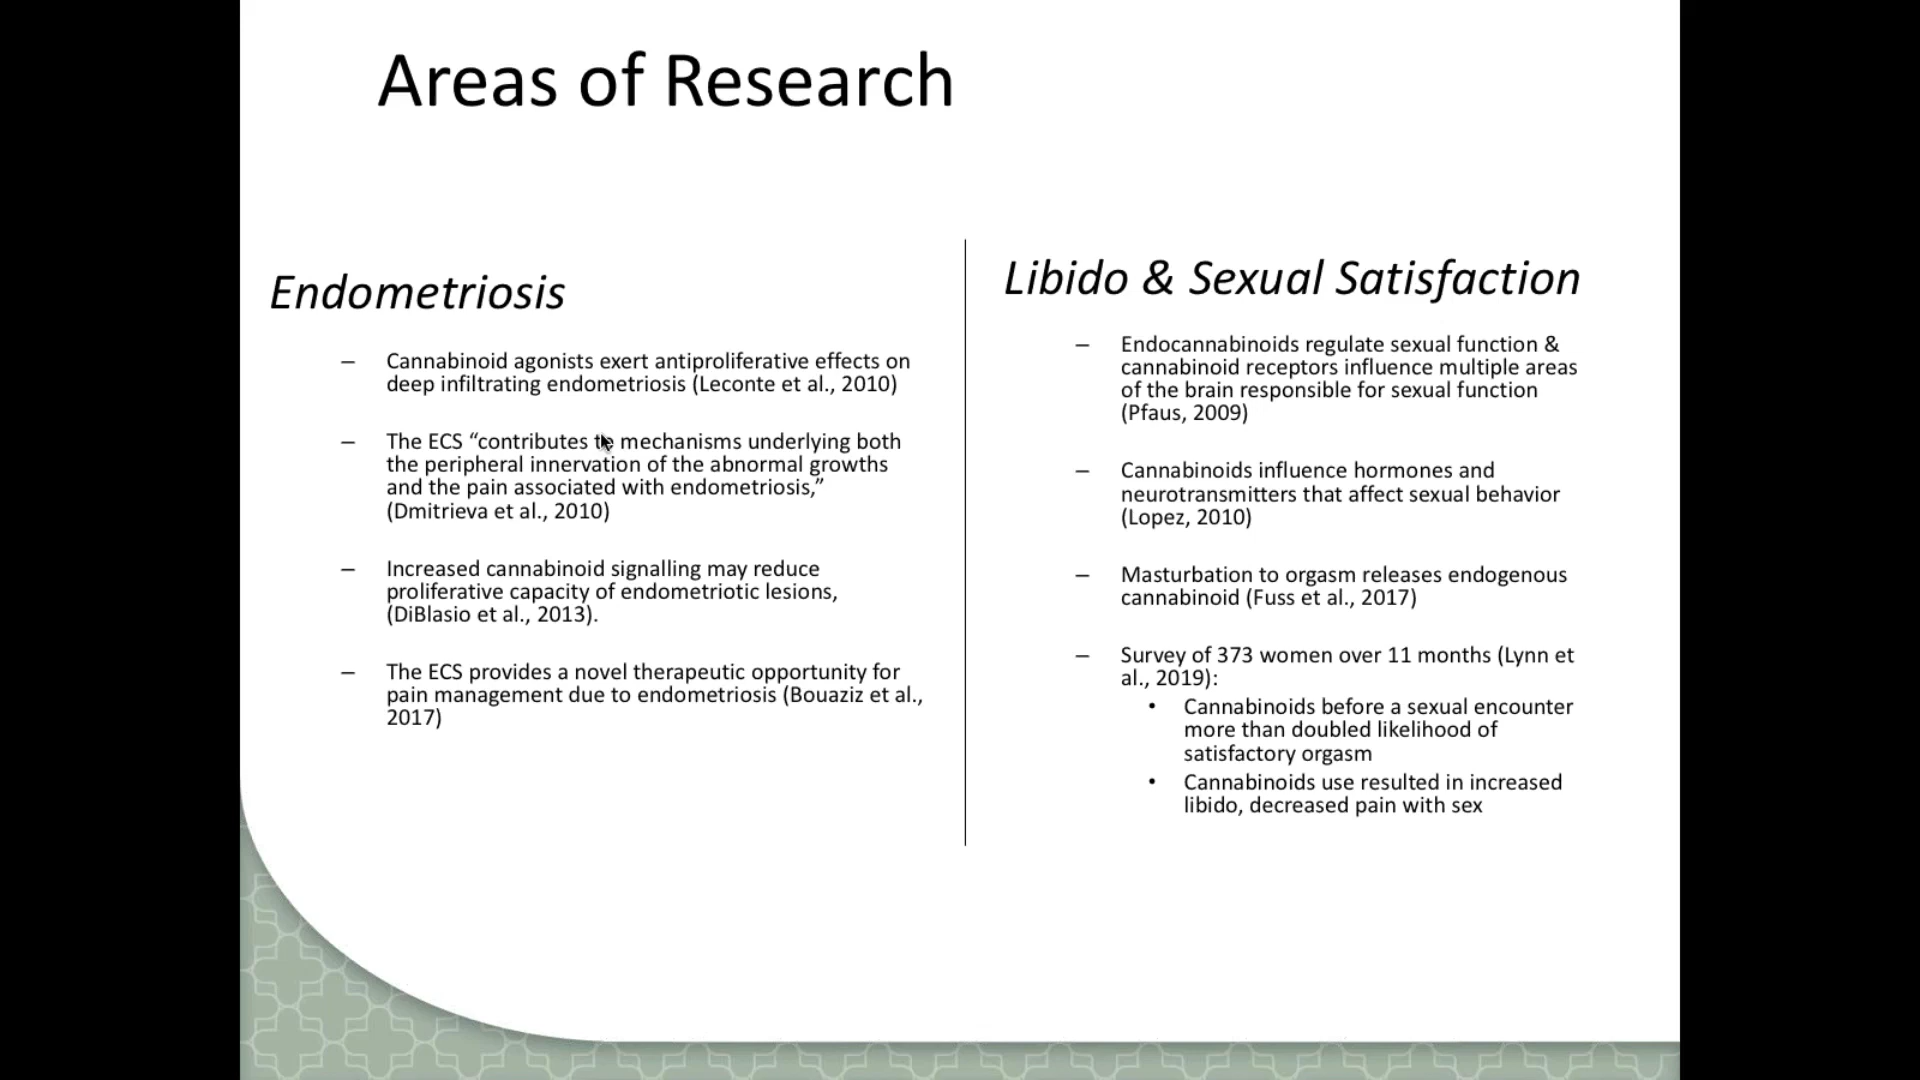 Areas of Research
Endometriosis
– Cannabinoid agonists exert antiproliferative effects on
deep infiltrating endometriosis (Leconte et al., 2010)
– The ECS “contributes to mechanisms underlying both
the peripheral innervation of the abnormal growths
and the pain associated with endometriosis,”
(Dmitrieva et al., 2010)
– Increased cannabinoid signalling may reduce
proliferative capacity of endometriotic lesions,
(DiBlasio et al., 2013).
– The ECS provides a novel therapeutic opportunity for
pain management due to endometriosis (Bouaziz et al.,
2017)
Libido & Sexual Satisfaction
– Endocannabinoids regulate sexual function &
cannabinoid receptors influence multiple areas
of the brain responsible for sexual function
(Pfaus, 2009)
– Cannabinoids influence hormones and
neurotransmitters that affect sexual behavior
(Lopez, 2010)
– Masturbation to orgasm releases endogenous
cannabinoid (Fuss et al., 2017)
– Survey of 373 women over 11 months (Lynn et
al., 2019):
• Cannabinoids before a sexual encounter
more than doubled likelihood of
satisfactory orgasm
• Cannabinoids use resulted in increased
libido, decreased pain with sex